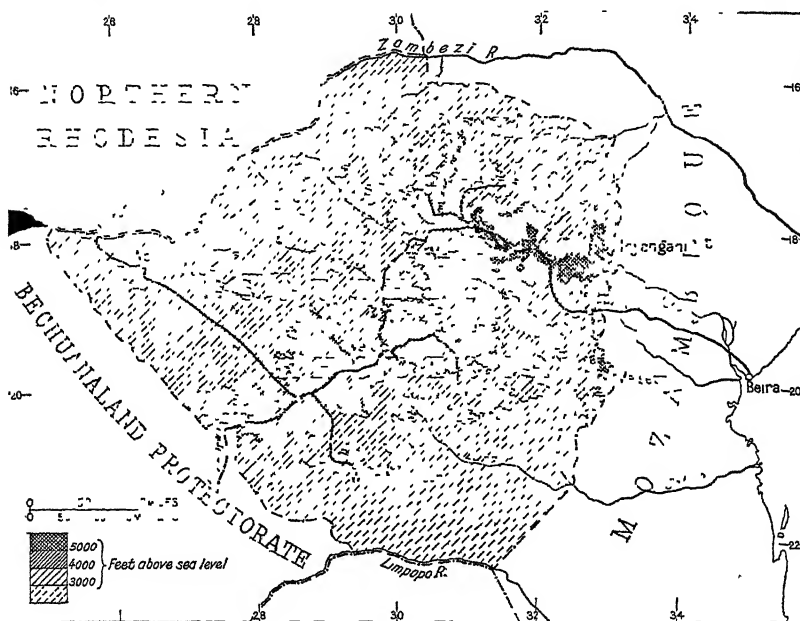 28 30 32 34
Zambezi R
16 16
NORTHERN
RHODESIA
18 18
BECHUANALAND PROTECTORATE
MOZAMBIQUE
Beira
20 20
5000
4000
3000
Feet above sea level
22
Limpopo R.
28 30 32 34